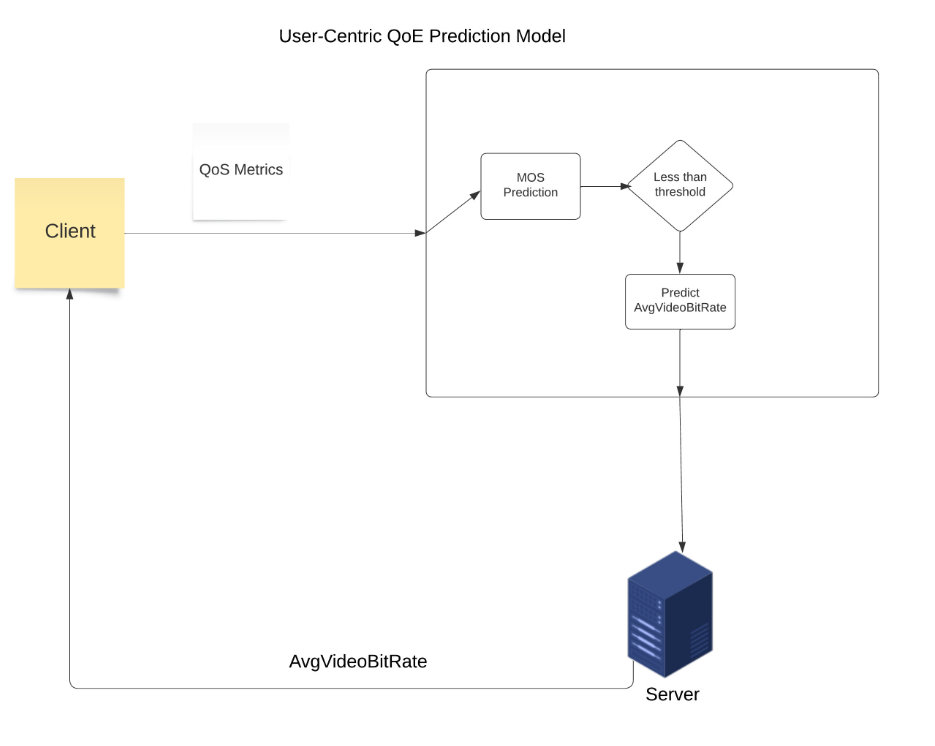 User-Centric QoE Prediction Model
QoS Metrics
Client
MOS
Prediction
Less than
threshold
Predict
AvgVideoBitRate
AvgVideoBitRate
Server